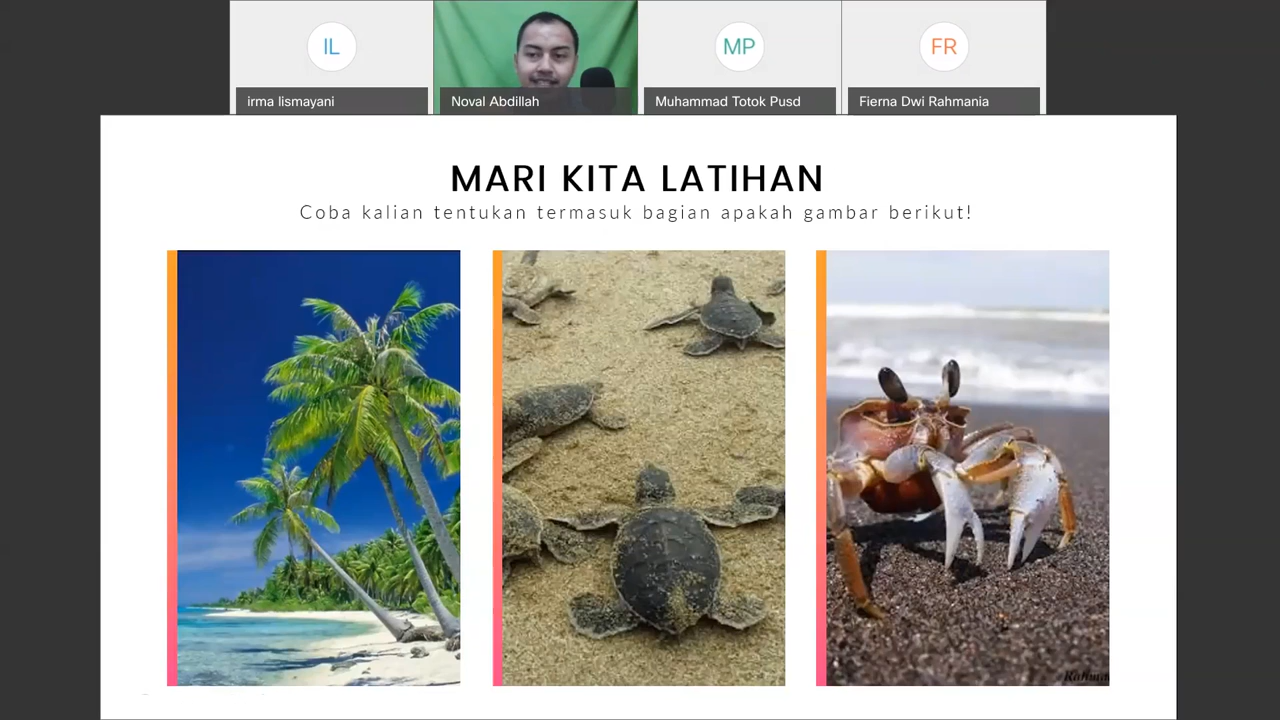 IL
MP
FR
irma lismayani
Noval Abdillah
Muhammad Totok Pusd
Fierna Dwi Rahmania
MARI KITA LATIHAN
Coba kalian tentukan termasuk bagian apakah gambar berikut!
Rahma